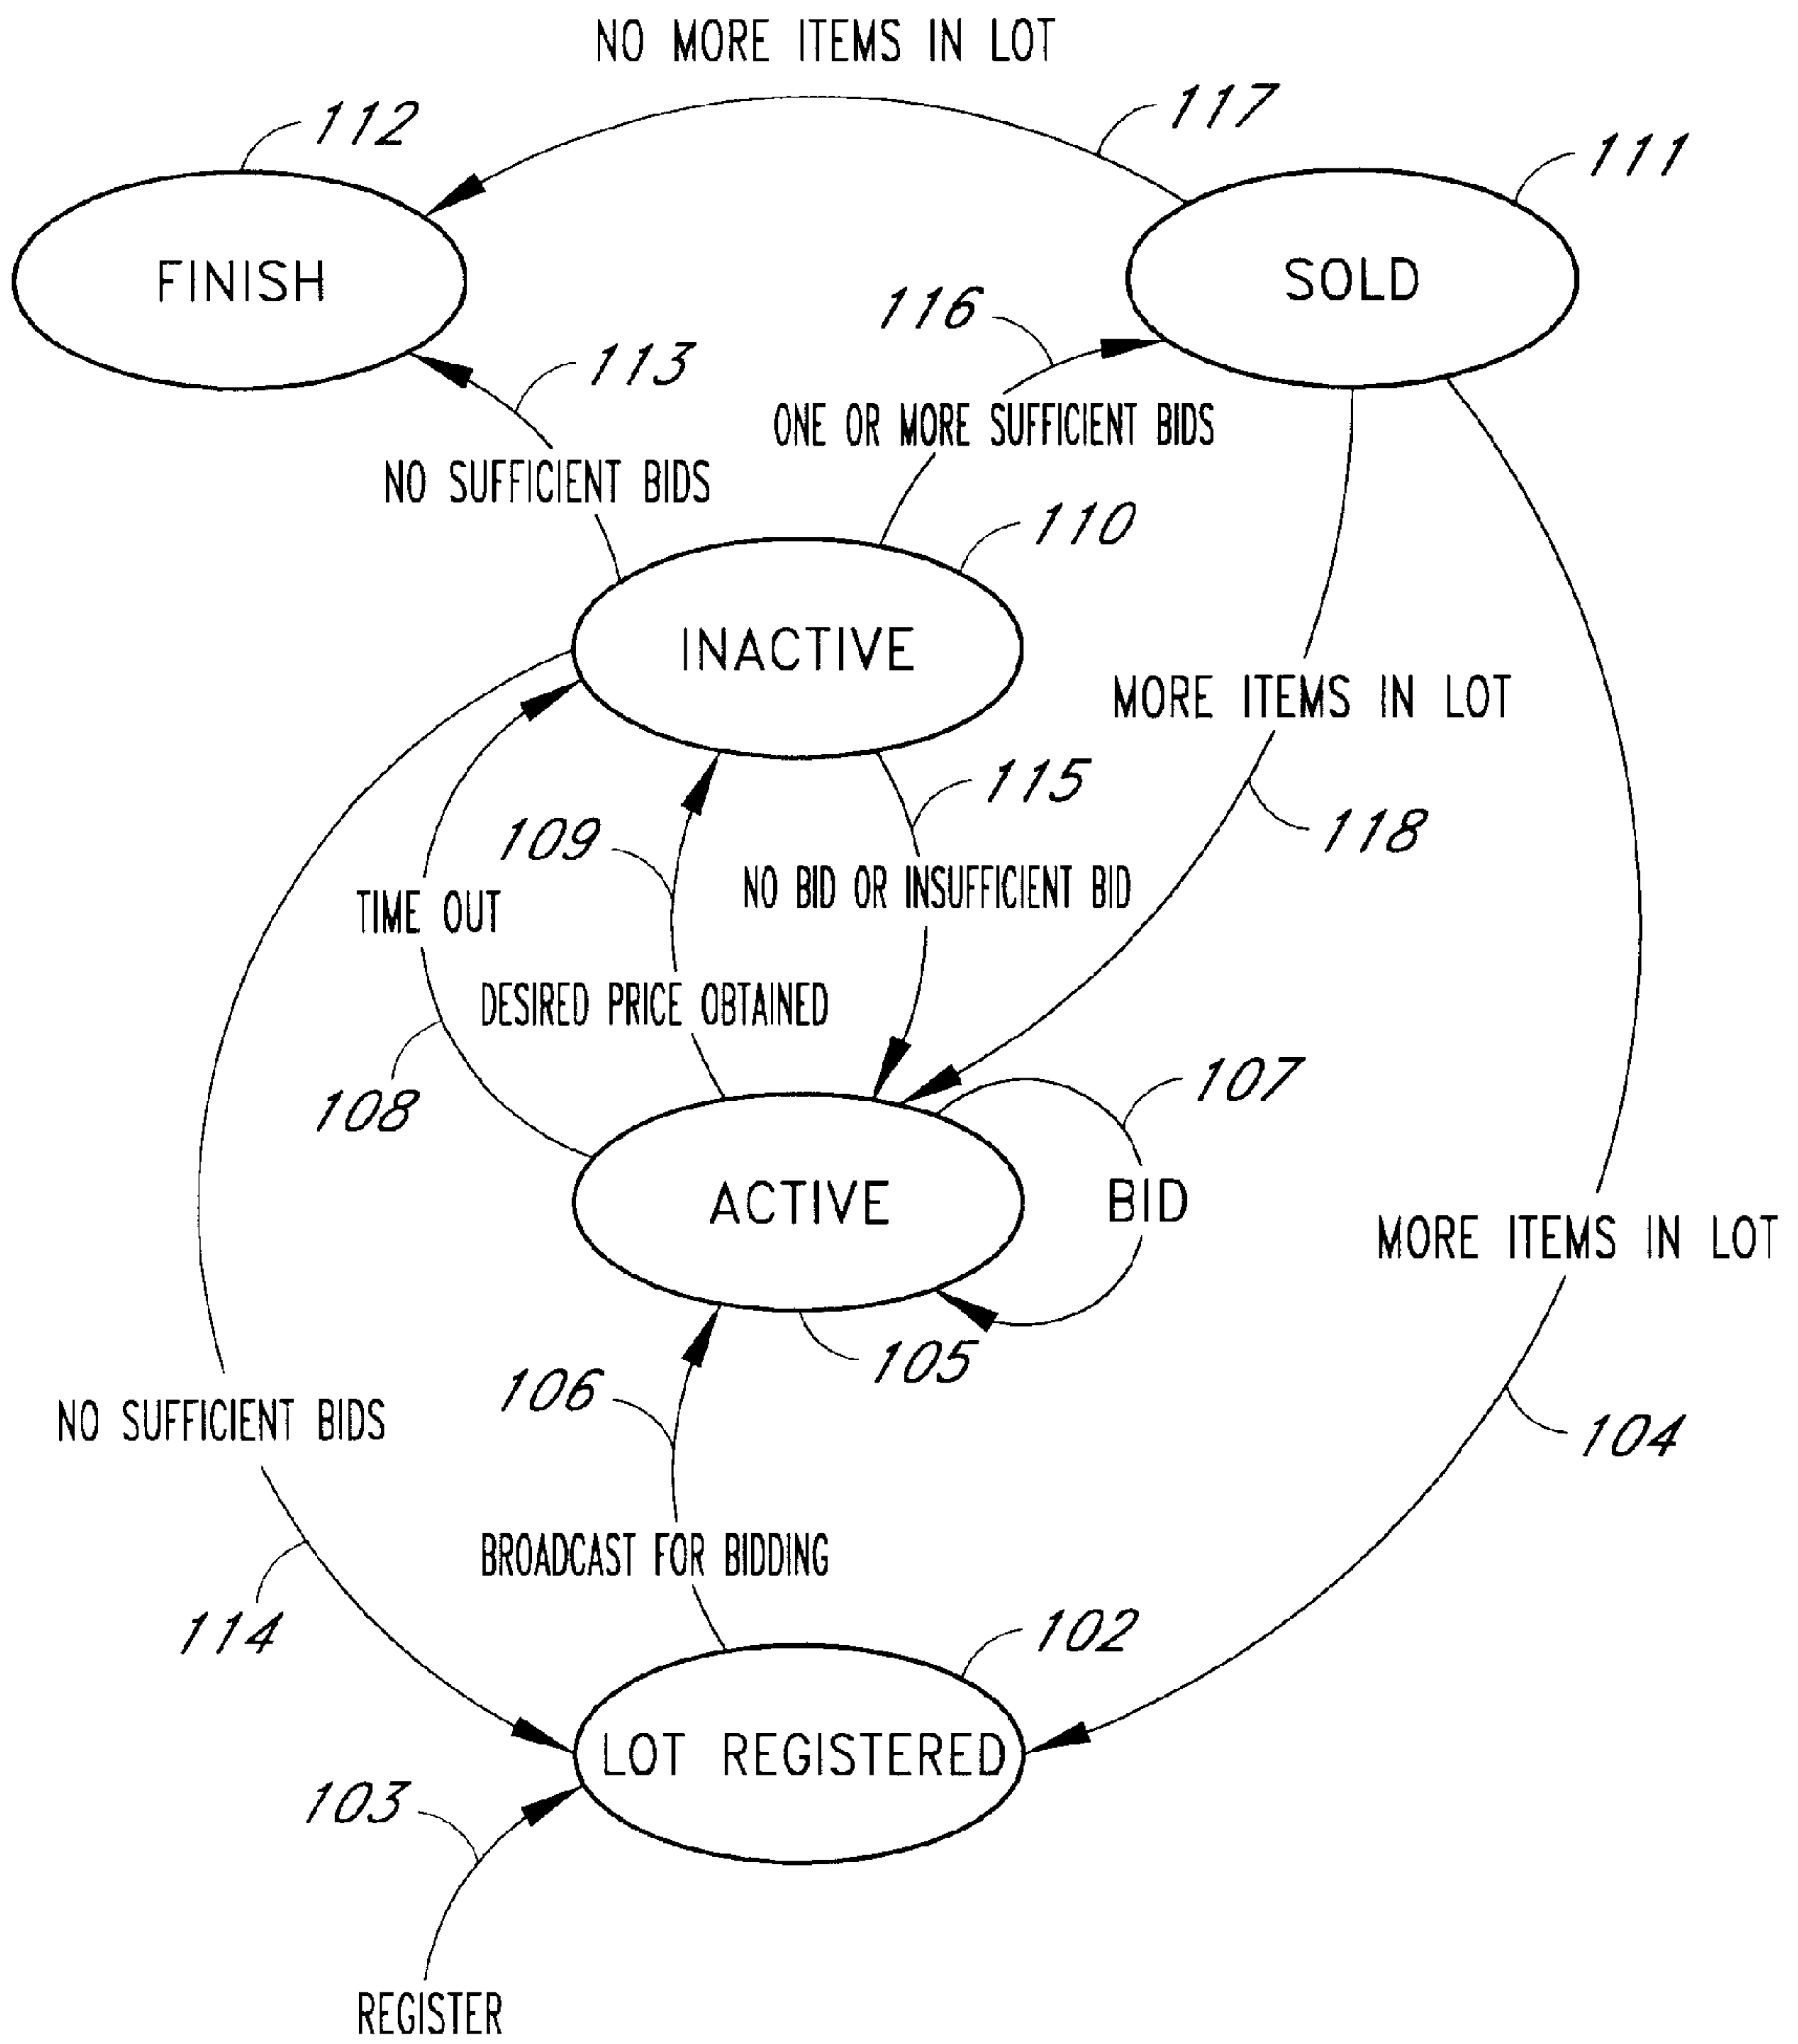 NO MORE ITEMS IN LOT
117
112
111
FINISH
SOLD
116
113
ONE OR MORE SUFFICIENT BIDS
NO SUFFICIENT BIDS
110
INACTIVE
MORE ITEMS IN LOT
115
118
109
NO BID OR INSUFFICIENT BID
TIME OUT
DESIRED PRICE OBTAINED
107
108
ACTIVE
BID
MORE ITEMS IN LOT
105
106
NO SUFFICIENT BIDS
104
BROADCAST FOR BIDDING
102
114
LOT REGISTERED
103
REGISTER